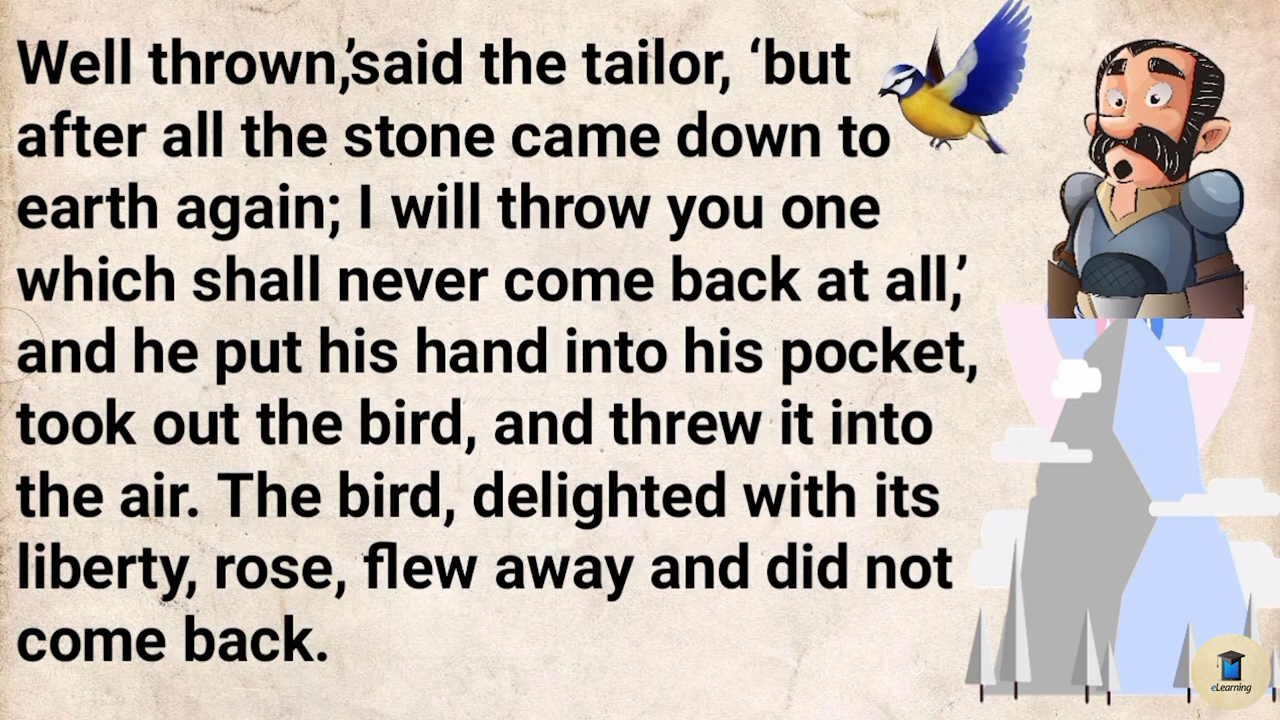 Well thrown,’said the tailor, ‘but
after all the stone came down to
earth again; I will throw you one
which shall never come back at all,’
and he put his hand into his pocket,
took out the bird, and threw it into
the air. The bird, delighted with its
liberty, rose, flew away and did not
come back.
eLearning